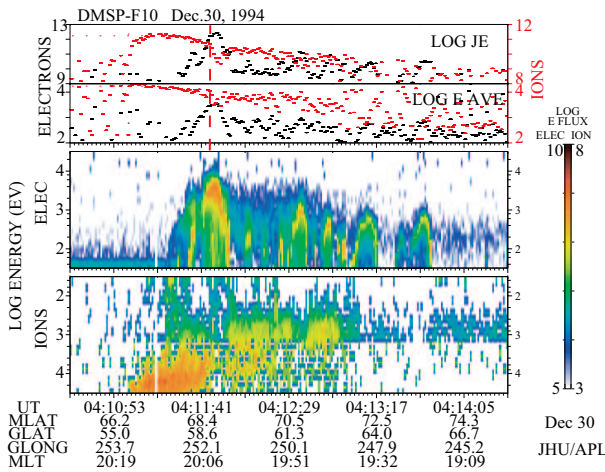 DMSP-F10 Dec.30, 1994
13 12
LOG JE
9 8
ELECTRONS IONS
4 4
LOG E AVE
2 2
LOG
E FLUX
ELEC ION
10 8
4 4
3 3
2 2
ELEC
LOG ENERGY (EV)
2 2
3 3
4 4
IONS
5 3
UT 04:10:53 04:11:41 04:12:29 04:13:17 04:14:05
MLAT 66.2 68.4 70.5 72.5 74.3 Dec 30
GLAT 55.0 58.6 61.3 64.0 66.7
GLONG 253.7 252.1 250.1 247.9 245.2 JHU/APL
MLT 20:19 20:06 19:51 19:32 19:09